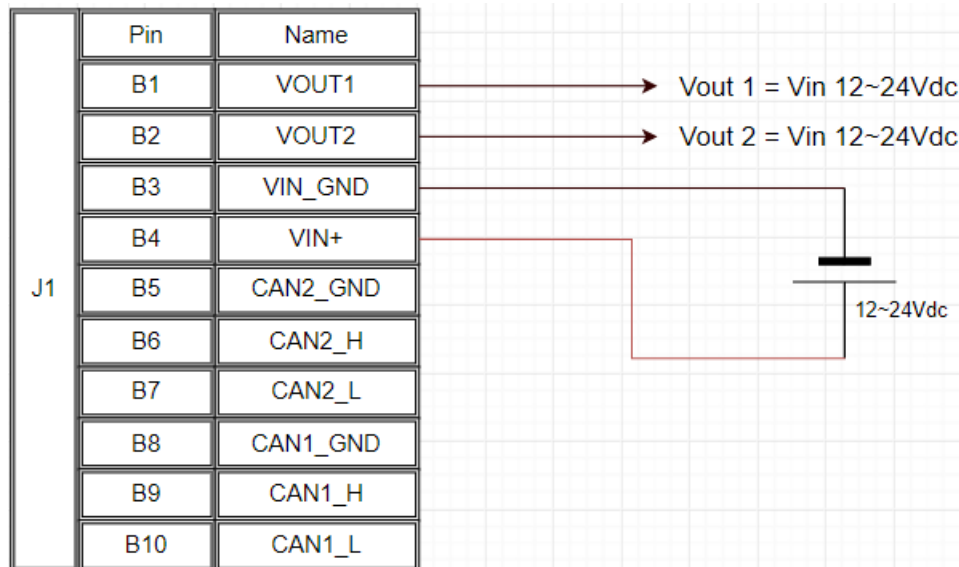 Pin Name
B1 VOUT1 Vout 1 = Vin 12~24Vdc
B2 VOUT2 Vout 2 = Vin 12~24Vdc
B3 VIN_GND
B4 VIN+
J1 B5 CAN2_GND 12~24Vdc
B6 CAN2_H
B7 CAN2_L
B8 CAN1_GND
B9 CAN1_H
B10 CAN1_L